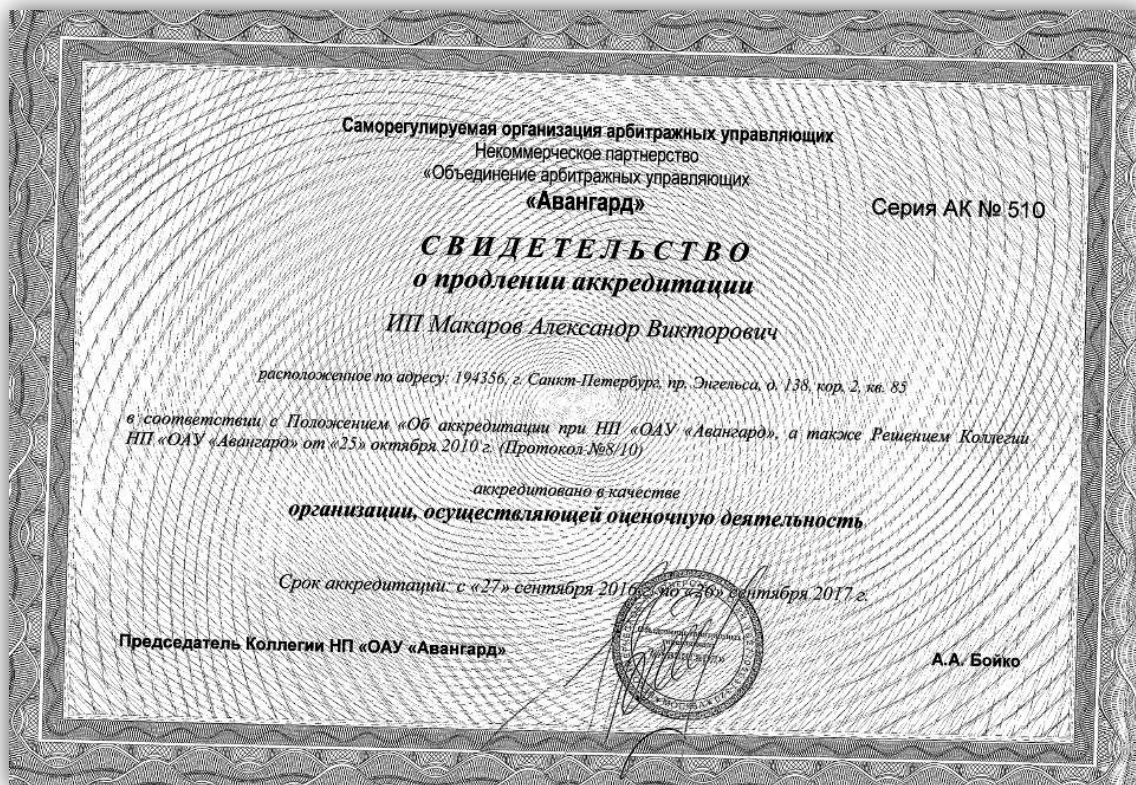 Саморегулируемая организация арбитражных управляющих
Некоммерческое партнерство
«Объединение арбитражных управляющих
«Авангард»
Серия АК № 510
СВИДЕТЕЛЬСТВО
о продлении аккредитации
ИП Макаров Александр Викторович
расположенное по адресу: 194356, г. Санкт-Петербург, пр. Энгельса, д. 138, кор. 2, кв. 85
в соответствии с Положением «Об аккредитации при НП «ОАУ «Авангард», а также Решением Коллегии
НП «ОАУ «Авангард» от «25» октября 2010 г. (Протокол №8/10)
аккредитовано в качестве
организации, осуществляющей оценочную деятельность
Срок аккредитации: с «27» сентября 2016 г. по «26» сентября 2017 г.
Председатель Коллегии НП «ОАУ «Авангард»
А.А. Бойко
МОСКВА